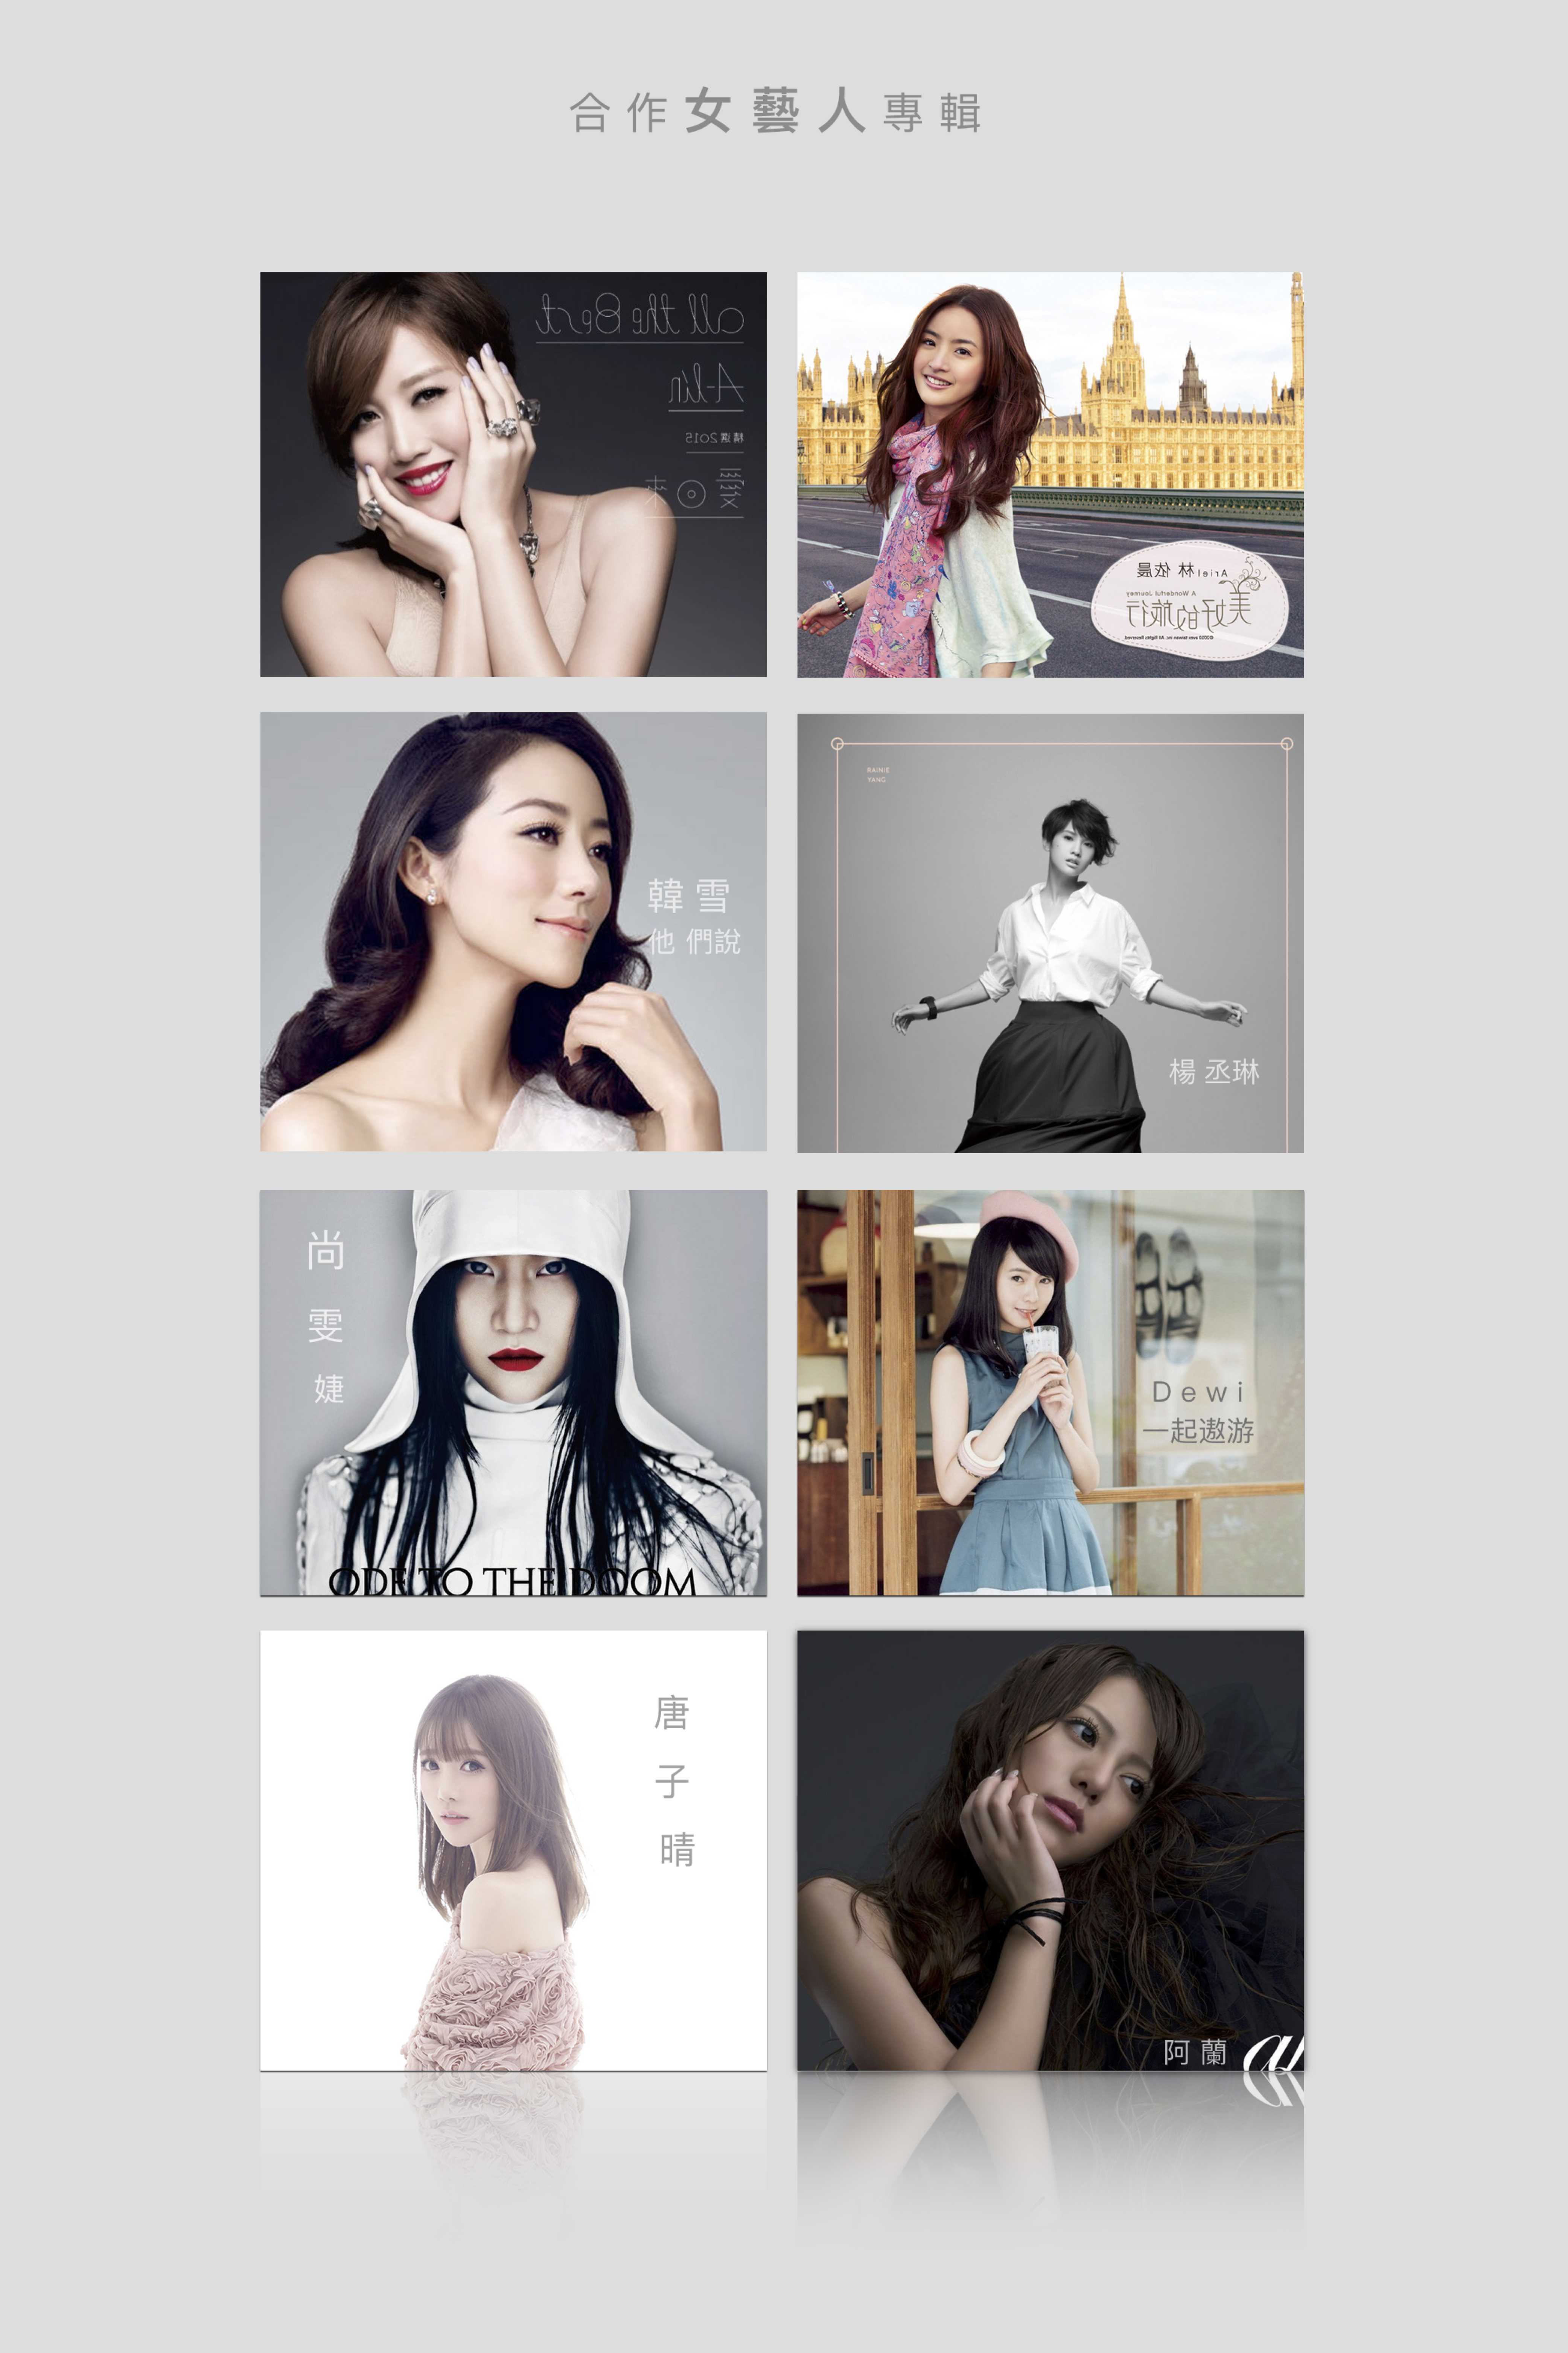 合作女藝人專輯
all the Best
A-Lin
精選 2015
愛回來
Ariel 林依晨
A Wonderful Journey
美好的旅行
韓雪
他們說
RAINIE
YANG
楊丞琳
尚
雯
婕
ODE TO THE DOOM
Dewi
一起遨游
唐
子
晴
阿蘭